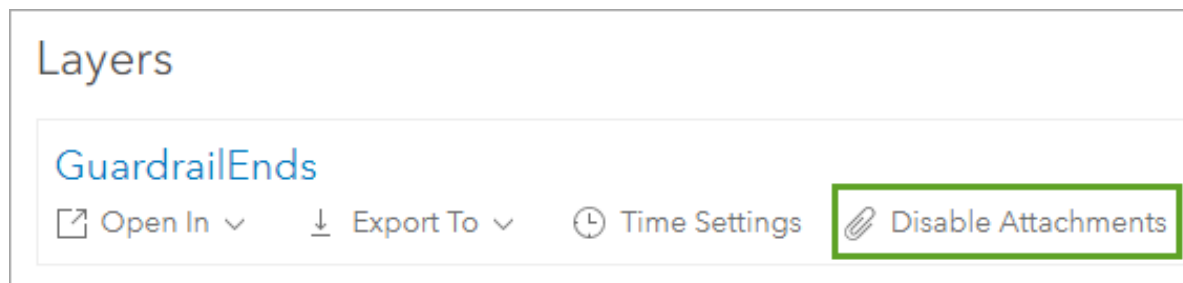 Layers
GuardrailEnds
Open In Export To Time Settings Disable Attachments